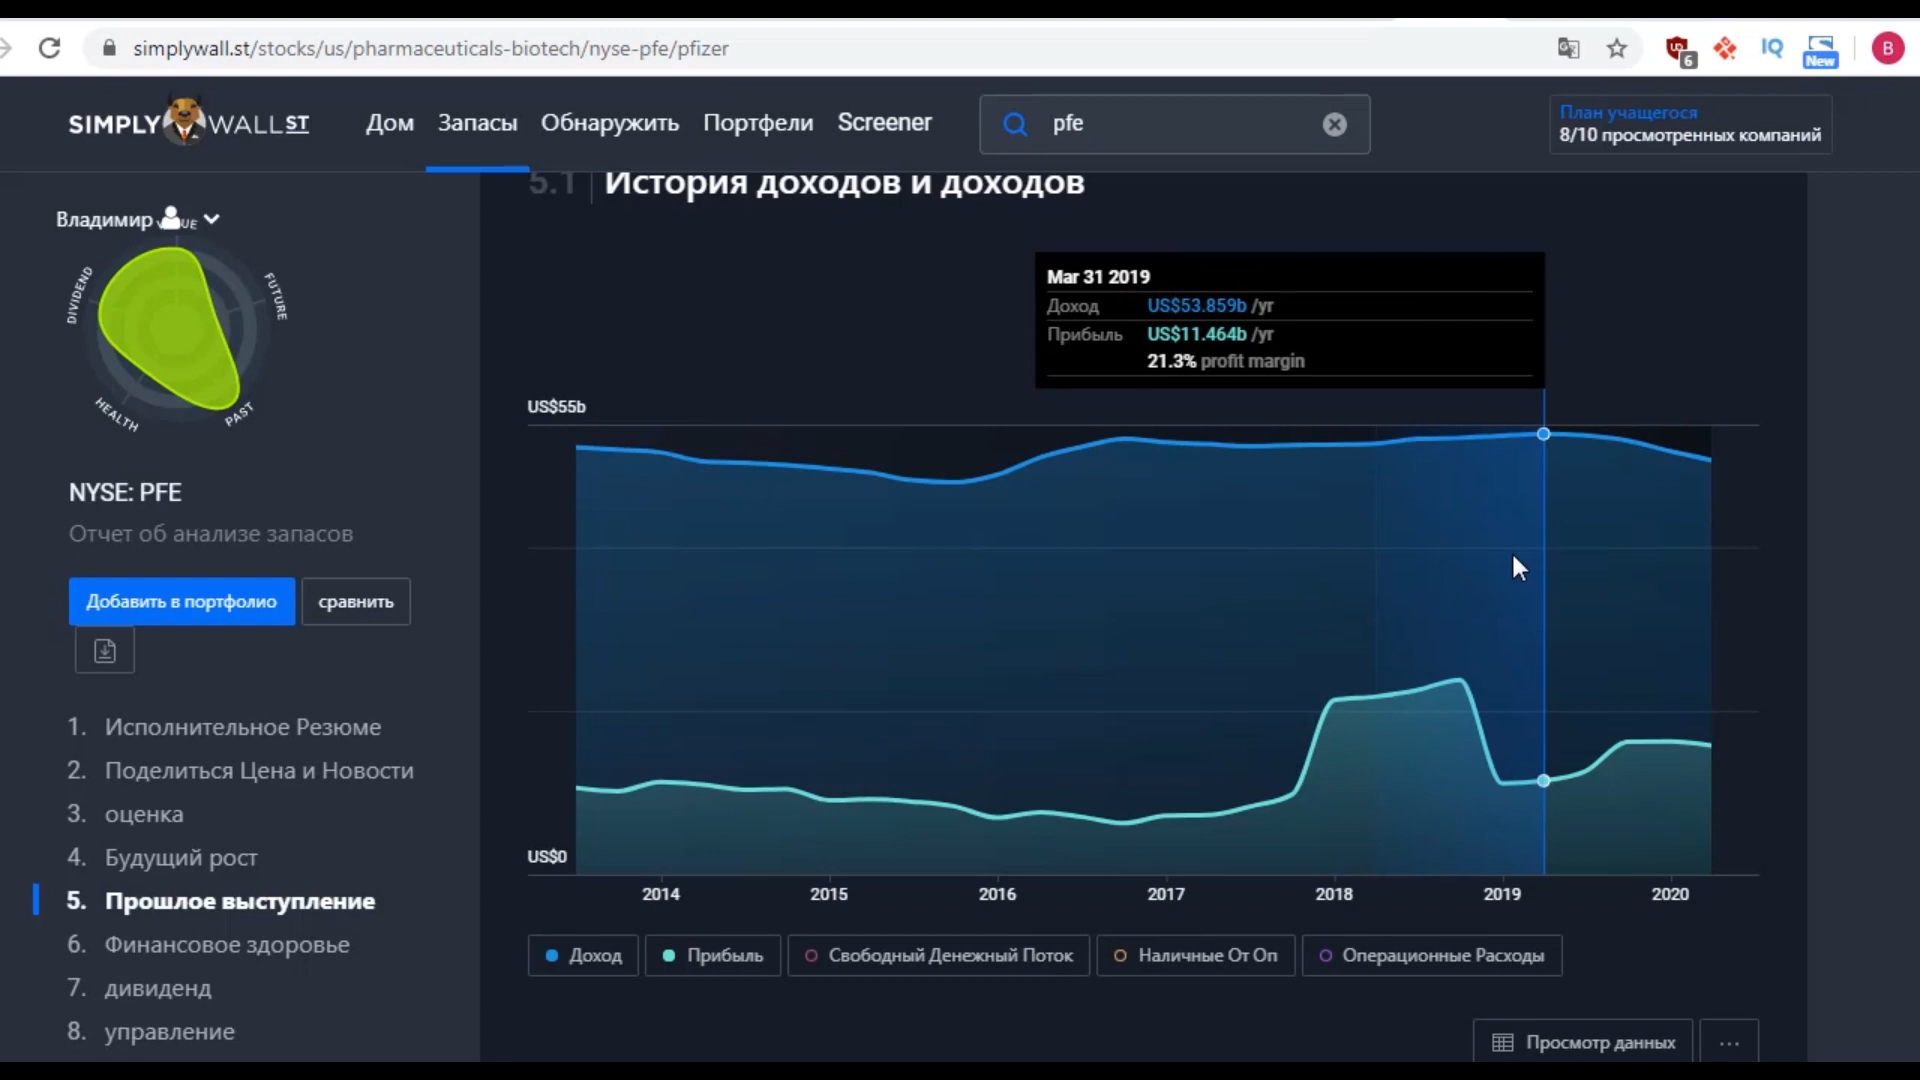 simplywall.st/stocks/us/pharmaceuticals-biotech/nyse-pfe/pfizer
6
IQ
New
B
SIMPLY WALL ST
Дом
Запасы
Обнаружить
Портфели
Screener
pfe
План учащегося
8/10 просмотренных компаний
5.1
История доходов и доходов
Владимир
UE
DIVIDEND
FUTURE
HEALTH
PAST
Mar 31 2019
Доход US$53.859b /yr
Прибыль US$11.464b /yr
21.3% profit margin
NYSE: PFE
Отчет об анализе запасов
Добавить в портфолио
сравнить
1. Исполнительное Резюме
2. Поделиться Цена и Новости
3. оценка
4. Будущий рост
5. Прошлое выступление
6. Финансовое здоровье
7. дивиденд
8. управление
US$55b
US$0
2014 2015 2016 2017 2018 2019 2020
Доход
Прибыль
Свободный Денежный Поток
Наличные От Оп
Операционные Расходы
Просмотр данных
...